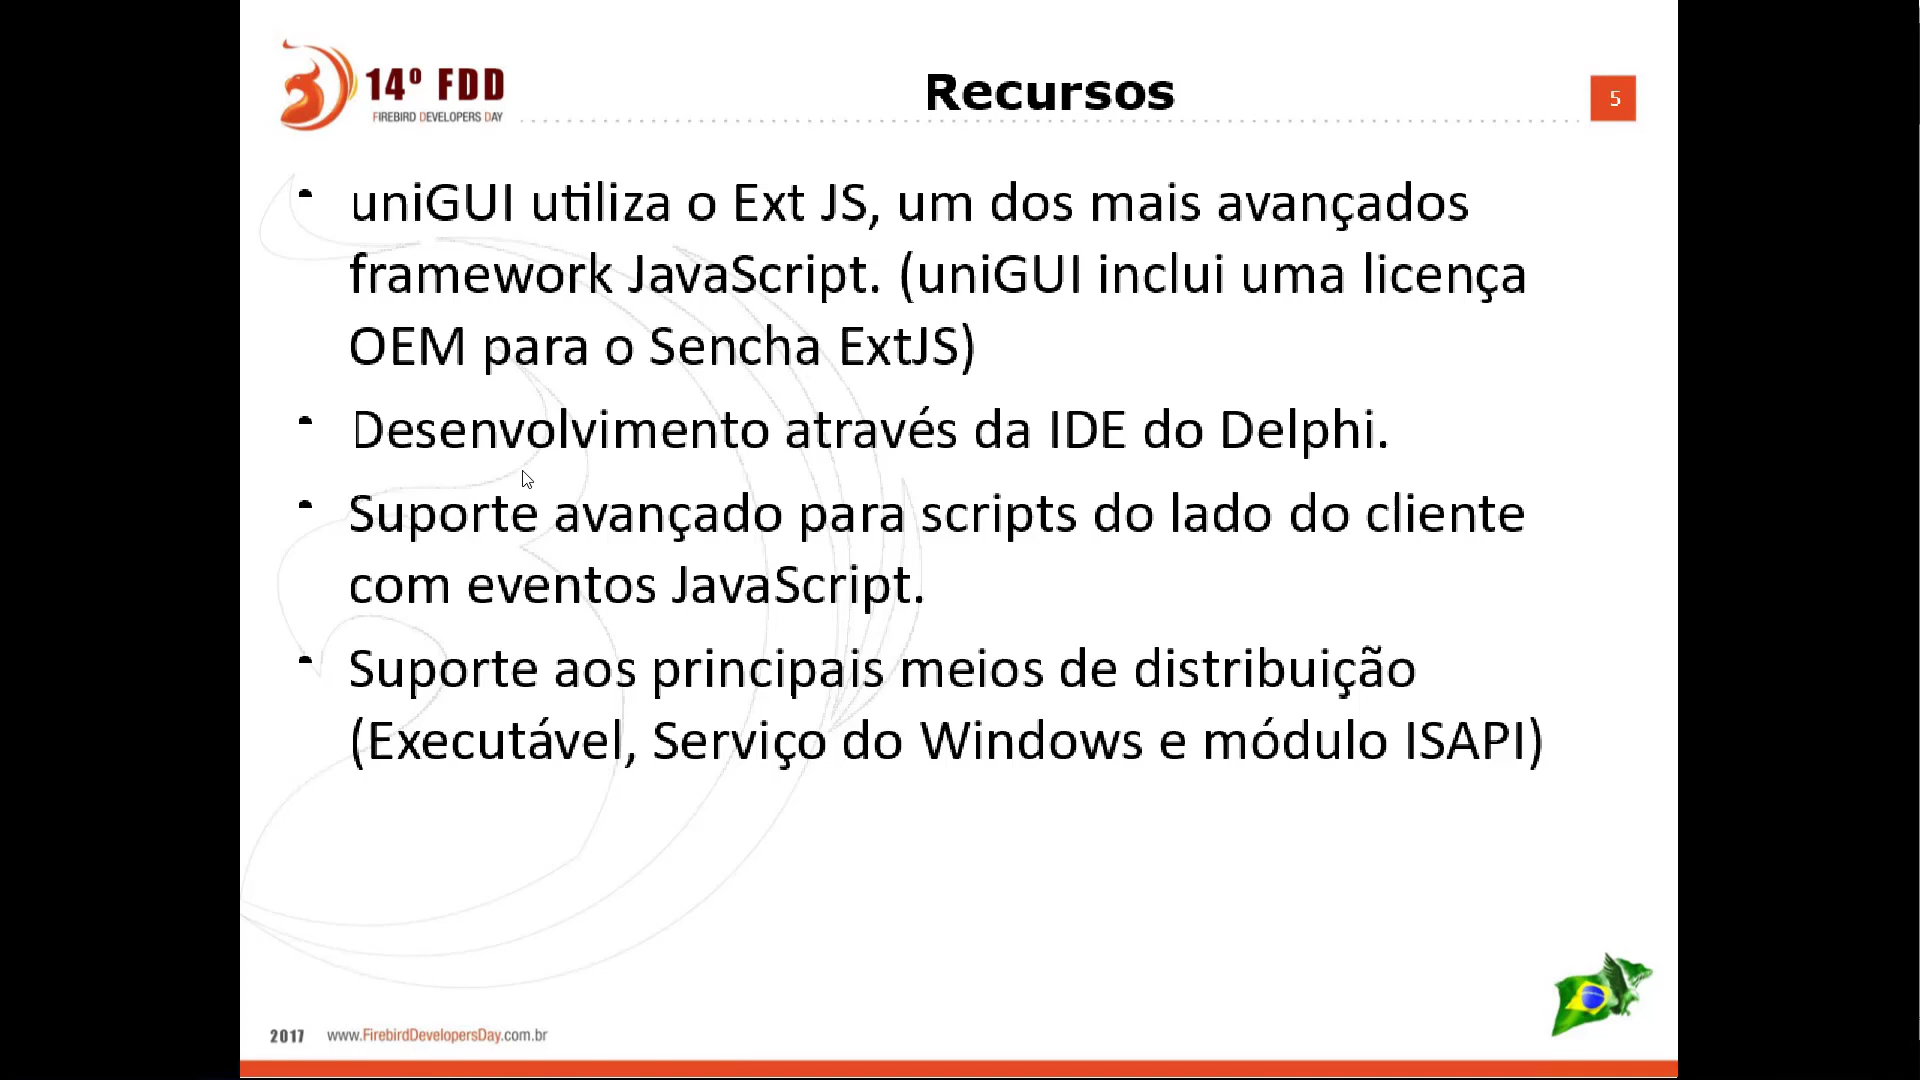 14º FDD
FIREBIRD DEVELOPERS DAY
Recursos
5
• uniGUI utiliza o Ext JS, um dos mais avançados
framework JavaScript. (uniGUI inclui uma licença
OEM para o Sencha ExtJS)
• Desenvolvimento através da IDE do Delphi.
• Suporte avançado para scripts do lado do cliente
com eventos JavaScript.
• Suporte aos principais meios de distribuição
(Executável, Serviço do Windows e módulo ISAPI)
2017 www.FirebirdDevelopersDay.com.br